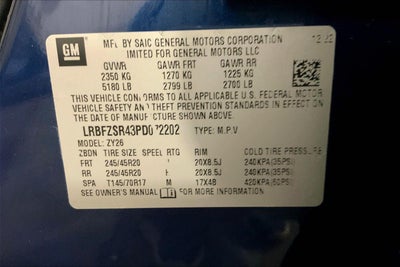 GM
MFD BY SAIC GENERAL MOTORS CORPORATION 12/22
LIMITED FOR GENERAL MOTORS LLC
GVWR GAWR FRT GAWR RR
2350 KG 1270 KG 1225 KG
5180 LB 2799 LB 2700 LB
THIS VEHICLE CONFORMS TO ALL APPLICABLE U.S. FEDERAL MOTOR
VEHICLE SAFETY AND THEFT PREVENTION STANDARDS IN EFFECT ON
THE DATE OF MANUFACTURE SHOWN ABOVE.
LRBFZSR43PD0 2202 TYPE: M.P.V
MODEL: ZY26
TIRE SIZE SPEED RTG RIM COLD TIRE PRESSURE
FRT 245/45R20 20X8.5J 240KPA(35PSI)
RR 245/45R20 20X8.5J 240KPA(35PSI)
SPA T145/70R17 M 17X4B 420KPA(60PSI)
SEE OWNER'S MANUAL FOR MORE INFORMATION.